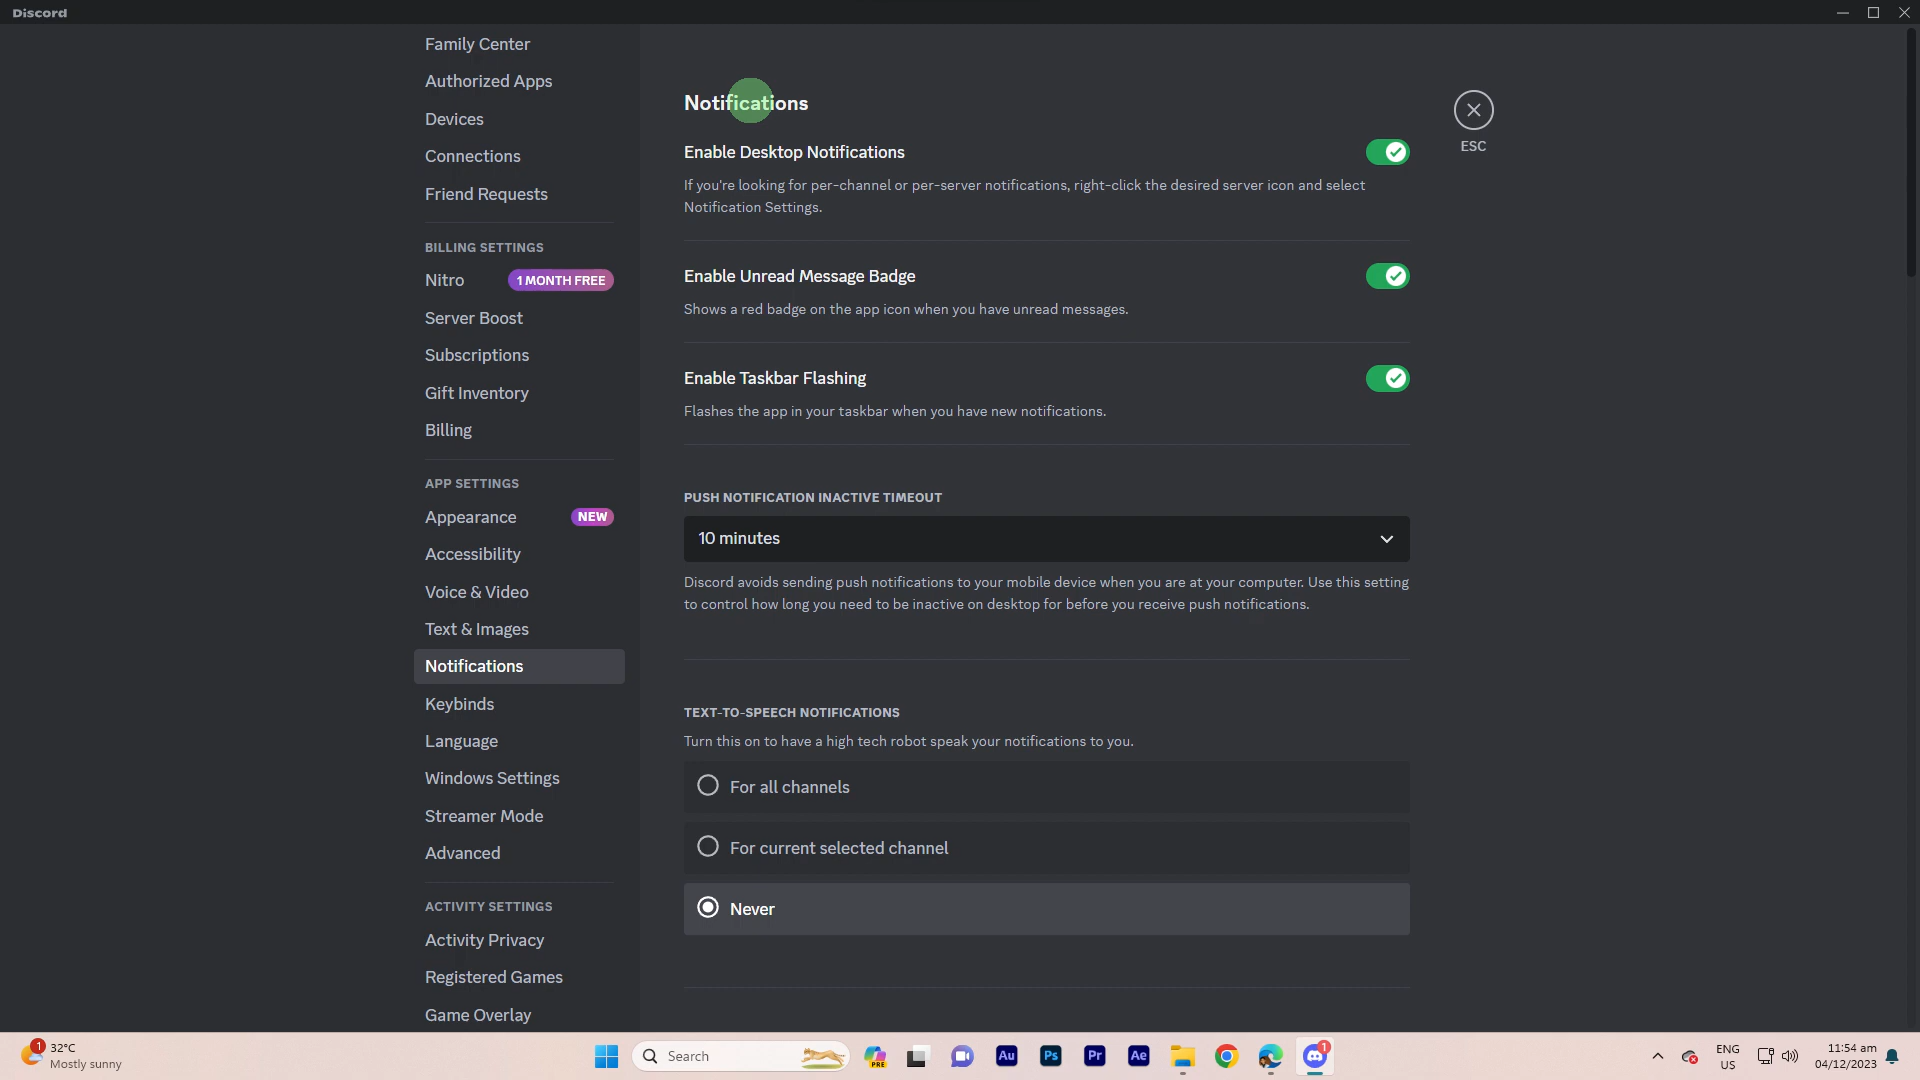 Discord
Family Center
Authorized Apps
Devices
Connections
Friend Requests
BILLING SETTINGS
Nitro
1 MONTH FREE
Server Boost
Subscriptions
Gift Inventory
Billing
APP SETTINGS
Appearance
NEW
Accessibility
Voice & Video
Text & Images
Notifications
Keybinds
Language
Windows Settings
Streamer Mode
Advanced
ACTIVITY SETTINGS
Activity Privacy
Registered Games
Game Overlay
Notifications
Enable Desktop Notifications
If you're looking for per-channel or per-server notifications, right-click the desired server icon and select
Notification Settings.
Enable Unread Message Badge
Shows a red badge on the app icon when you have unread messages.
Enable Taskbar Flashing
Flashes the app in your taskbar when you have new notifications.
PUSH NOTIFICATION INACTIVE TIMEOUT
10 minutes
Discord avoids sending push notifications to your mobile device when you are at your computer. Use this setting
to control how long you need to be inactive on desktop for before you receive push notifications.
TEXT-TO-SPEECH NOTIFICATIONS
Turn this on to have a high tech robot speak your notifications to you.
For all channels
For current selected channel
Never
ESC
1
32°C
Mostly sunny
Search
PRE
Au
Ps
Pr
Ae
1
ENG
US
11:54 am
04/12/2023